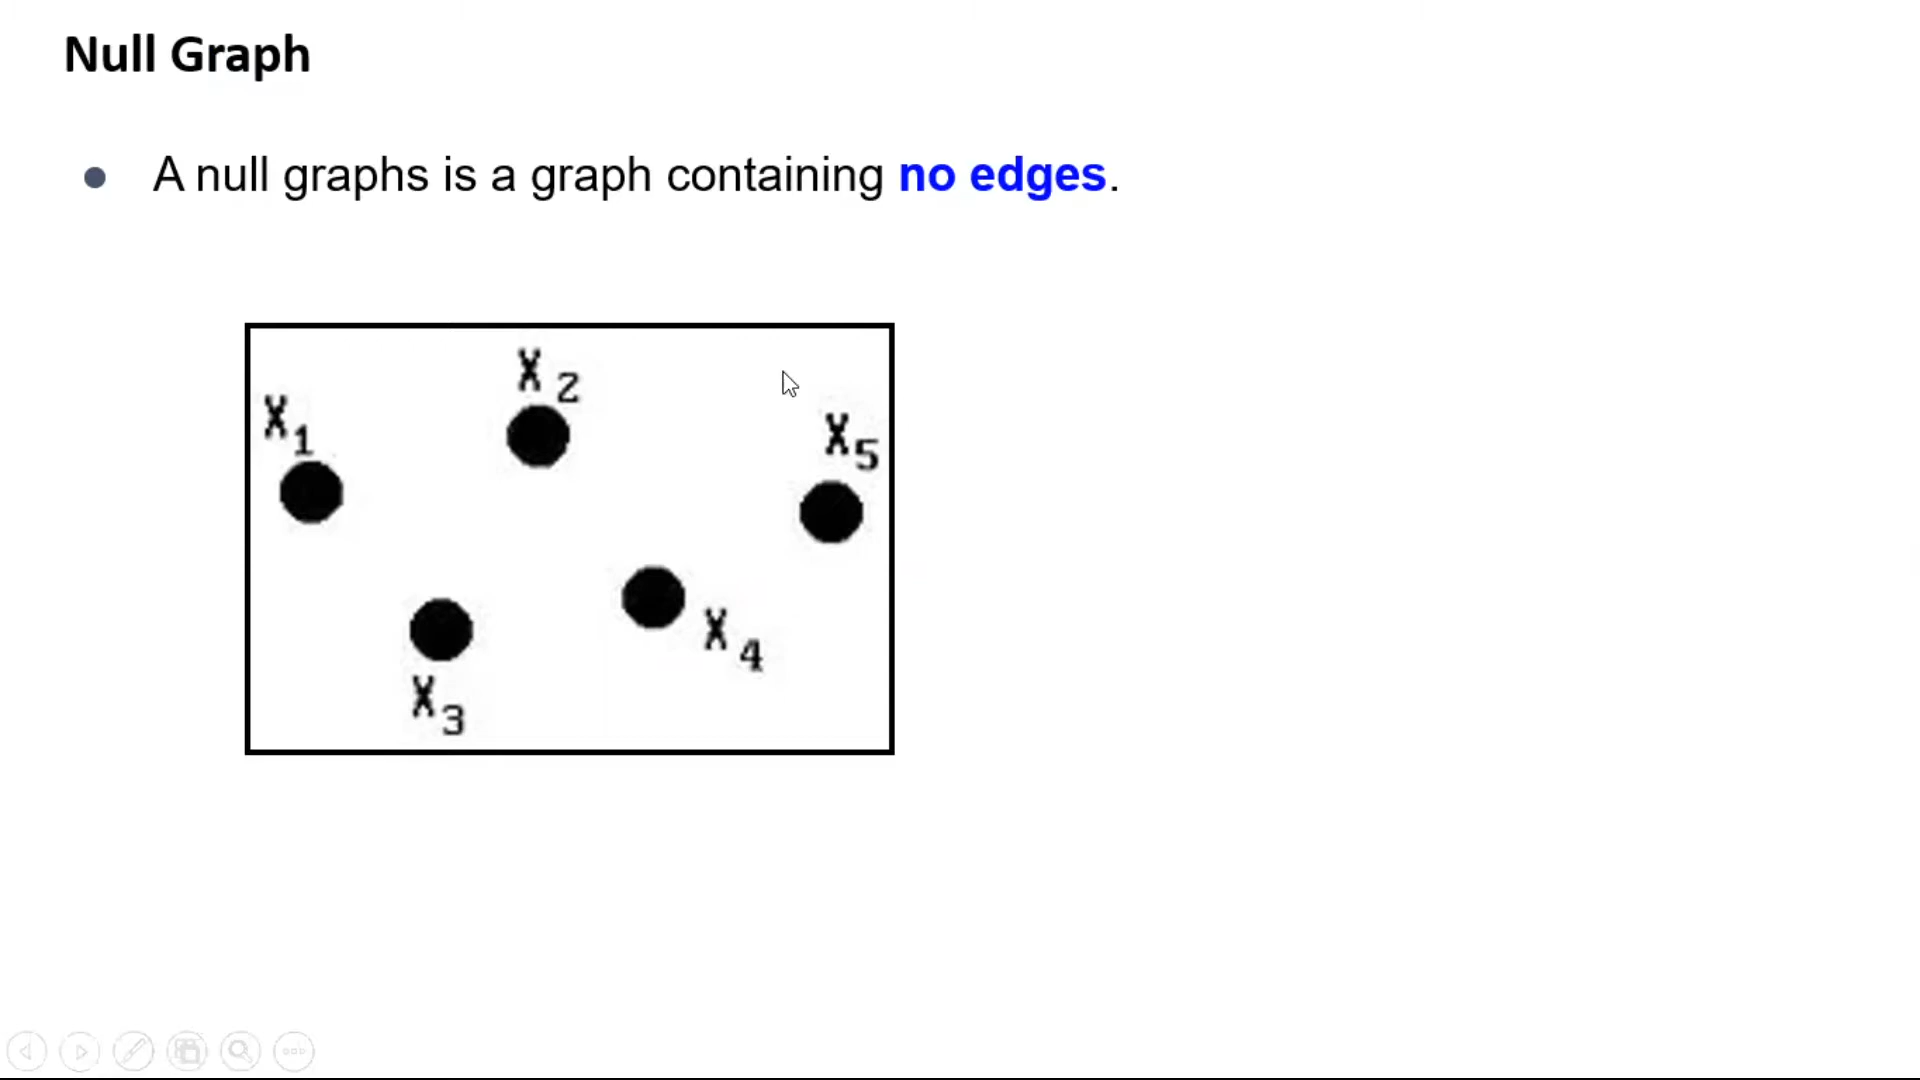 Null Graph
● A null graphs is a graph containing no edges.
X₂
X₁
X₅
X₄
X₃